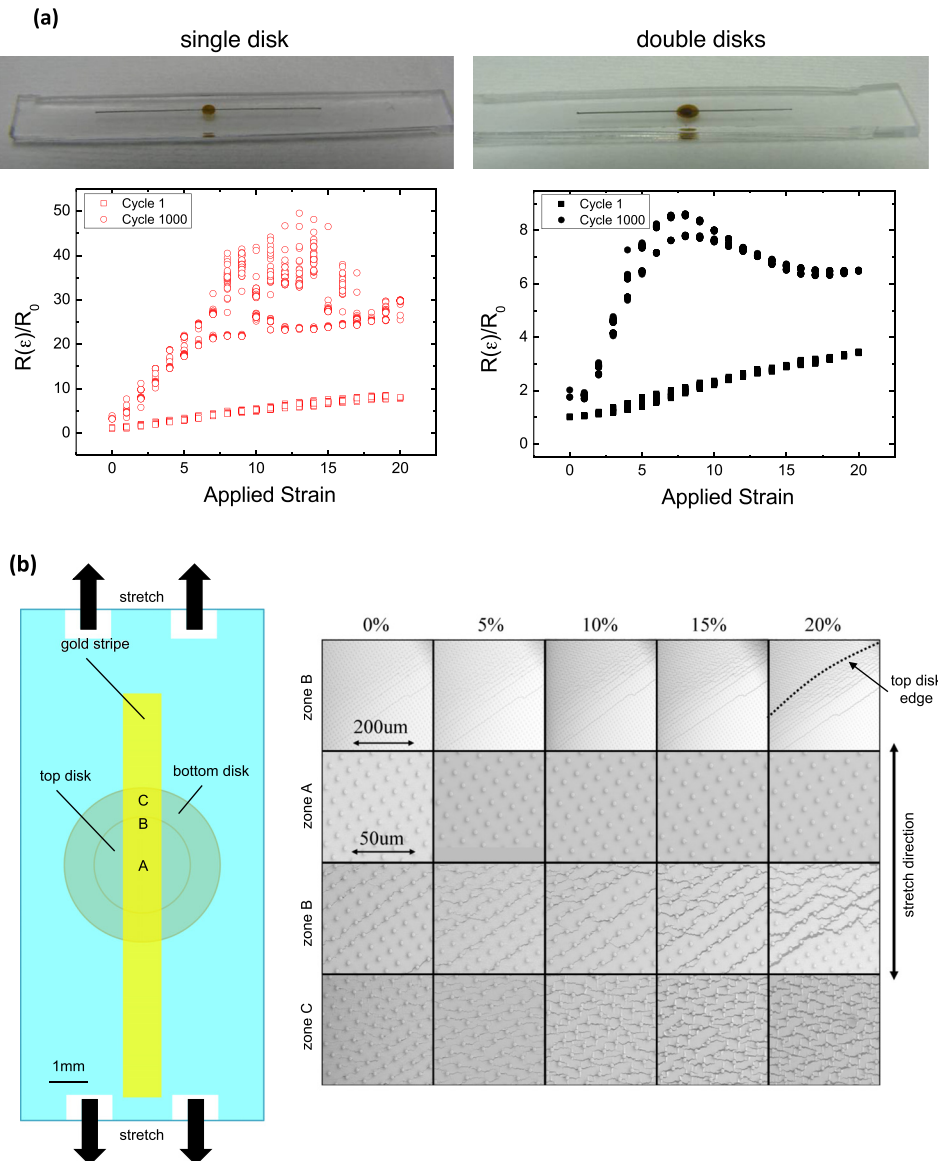 (a)
single disk
double disks
50
40
30
20
10
0
R(ε)/R0
Cycle 1
Cycle 1000
0 5 10 15 20
Applied Strain
8
6
4
2
0
R(ε)/R0
Cycle 1
Cycle 1000
0 5 10 15 20
Applied Strain
(b)
stretch
gold stripe
top disk
bottom disk
C
B
A
1mm
stretch
0% 5% 10% 15% 20%
zone B
200um
top disk
edge
zone A
50um
zone B
zone C
stretch direction